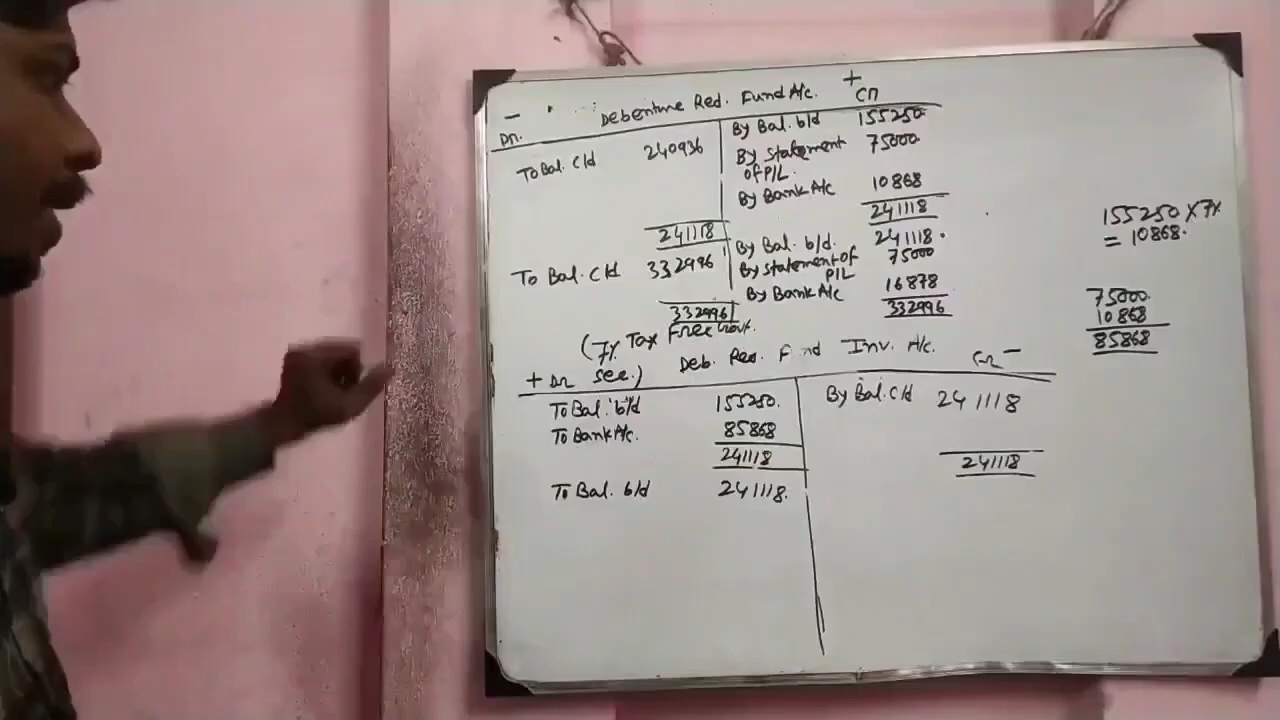 Debenture Red. Fund A/c.
- +
Dr. Cr
To Bal. C/d 240936
By Bal. b/d 155250
By Statement of P/L. 75000
By Bank A/c 10868
241118
241118
To Bal. C/d 332996
By Bal. b/d. 241118
By Statement of P/L 75000
By Bank A/c 16878
332996
332996
155250 X 7%
= 10868.
75000
10868
85868
(7% Tax Free Govt. Sec.)
Deb. Red. Fund Inv. A/c.
+ Dr Cr -
To Bal. b/d 155250.
To Bank A/c. 85868
241118
By Bal. C/d 241118
241118
To Bal. b/d 241118.